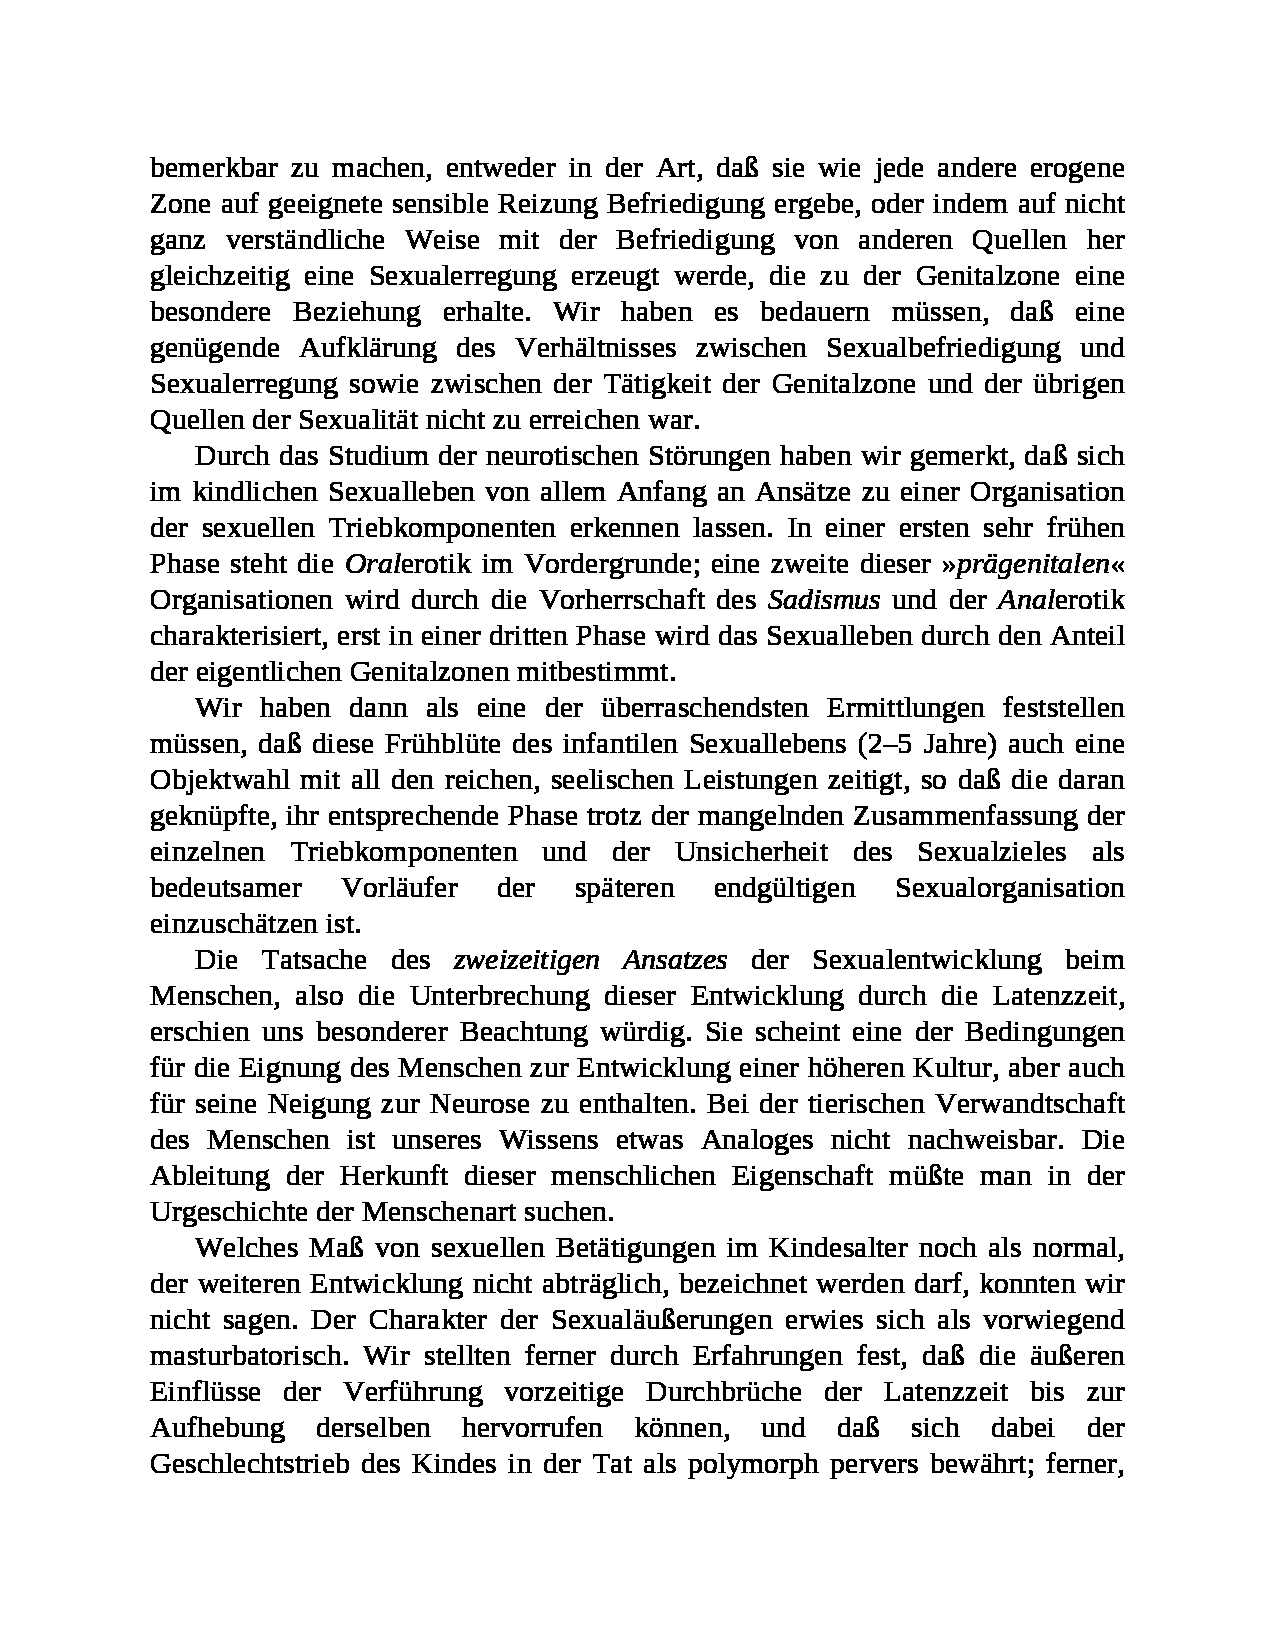 bemerkbar zu machen, entweder in der Art, daß sie wie jede andere erogene
Zone auf geeignete sensible Reizung Befriedigung ergebe, oder indem auf nicht
ganz verständliche Weise mit der Befriedigung von anderen Quellen her
gleichzeitig eine Sexualerregung erzeugt werde, die zu der Genitalzone eine
besondere Beziehung erhalte. Wir haben es bedauern müssen, daß eine
genügende Aufklärung des Verhältnisses zwischen Sexualbefriedigung und
Sexualerregung sowie zwischen der Tätigkeit der Genitalzone und der übrigen
Quellen der Sexualität nicht zu erreichen war.
Durch das Studium der neurotischen Störungen haben wir gemerkt, daß sich
im kindlichen Sexualleben von allem Anfang an Ansätze zu einer Organisation
der sexuellen Triebkomponenten erkennen lassen. In einer ersten sehr frühen
Phase steht die Oralerotik im Vordergrunde; eine zweite dieser »prägenitalen«
Organisationen wird durch die Vorherrschaft des Sadismus und der Analerotik
charakterisiert, erst in einer dritten Phase wird das Sexualleben durch den Anteil
der eigentlichen Genitalzonen mitbestimmt.
Wir haben dann als eine der überraschendsten Ermittlungen feststellen
müssen, daß diese Frühblüte des infantilen Sexuallebens (2–5 Jahre) auch eine
Objektwahl mit all den reichen, seelischen Leistungen zeitigt, so daß die daran
geknüpfte, ihr entsprechende Phase trotz der mangelnden Zusammenfassung der
einzelnen Triebkomponenten und der Unsicherheit des Sexualzieles als
bedeutsamer Vorläufer der späteren endgültigen Sexualorganisation
einzuschätzen ist.
Die Tatsache des zweizeitigen Ansatzes der Sexualentwicklung beim
Menschen, also die Unterbrechung dieser Entwicklung durch die Latenzzeit,
erschien uns besonderer Beachtung würdig. Sie scheint eine der Bedingungen
für die Eignung des Menschen zur Entwicklung einer höheren Kultur, aber auch
für seine Neigung zur Neurose zu enthalten. Bei der tierischen Verwandtschaft
des Menschen ist unseres Wissens etwas Analoges nicht nachweisbar. Die
Ableitung der Herkunft dieser menschlichen Eigenschaft müßte man in der
Urgeschichte der Menschenart suchen.
Welches Maß von sexuellen Betätigungen im Kindesalter noch als normal,
der weiteren Entwicklung nicht abträglich, bezeichnet werden darf, konnten wir
nicht sagen. Der Charakter der Sexualäußerungen erwies sich als vorwiegend
masturbatorisch. Wir stellten ferner durch Erfahrungen fest, daß die äußeren
Einflüsse der Verführung vorzeitige Durchbrüche der Latenzzeit bis zur
Aufhebung derselben hervorrufen können, und daß sich dabei der
Geschlechtstrieb des Kindes in der Tat als polymorph pervers bewährt; ferner,